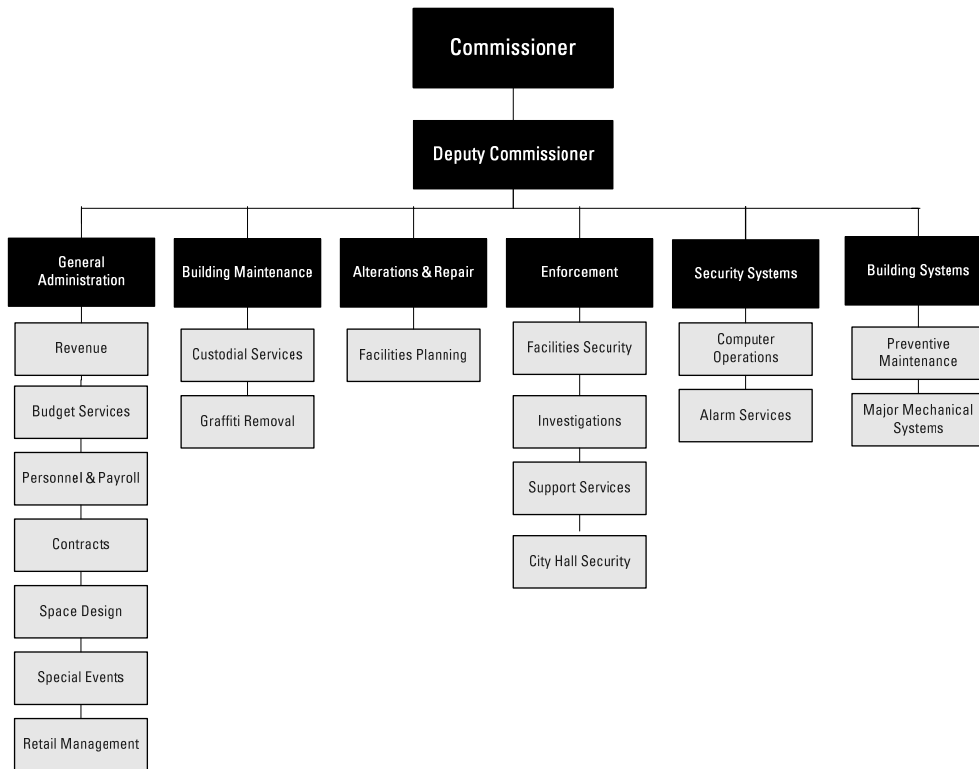 Commissioner
Deputy Commissioner
General
Administration
Building Maintenance
Alterations & Repair
Enforcement
Security Systems
Building Systems
Revenue
Budget Services
Personnel & Payroll
Contracts
Space Design
Special Events
Retail Management
Custodial Services
Graffiti Removal
Facilities Planning
Facilities Security
Investigations
Support Services
City Hall Security
Computer
Operations
Alarm Services
Preventive
Maintenance
Major Mechanical
Systems